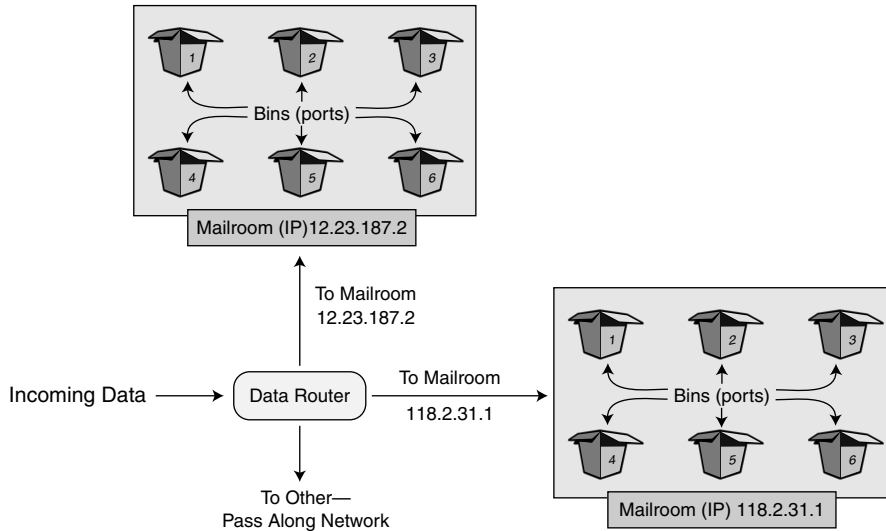 1 2 3
Bins (ports)
4 5 6
Mailroom (IP)12.23.187.2
To Mailroom
12.23.187.2
Incoming Data
Data Router
To Mailroom
118.2.31.1
To Other—
Pass Along Network
1 2 3
Bins (ports)
4 5 6
Mailroom (IP) 118.2.31.1